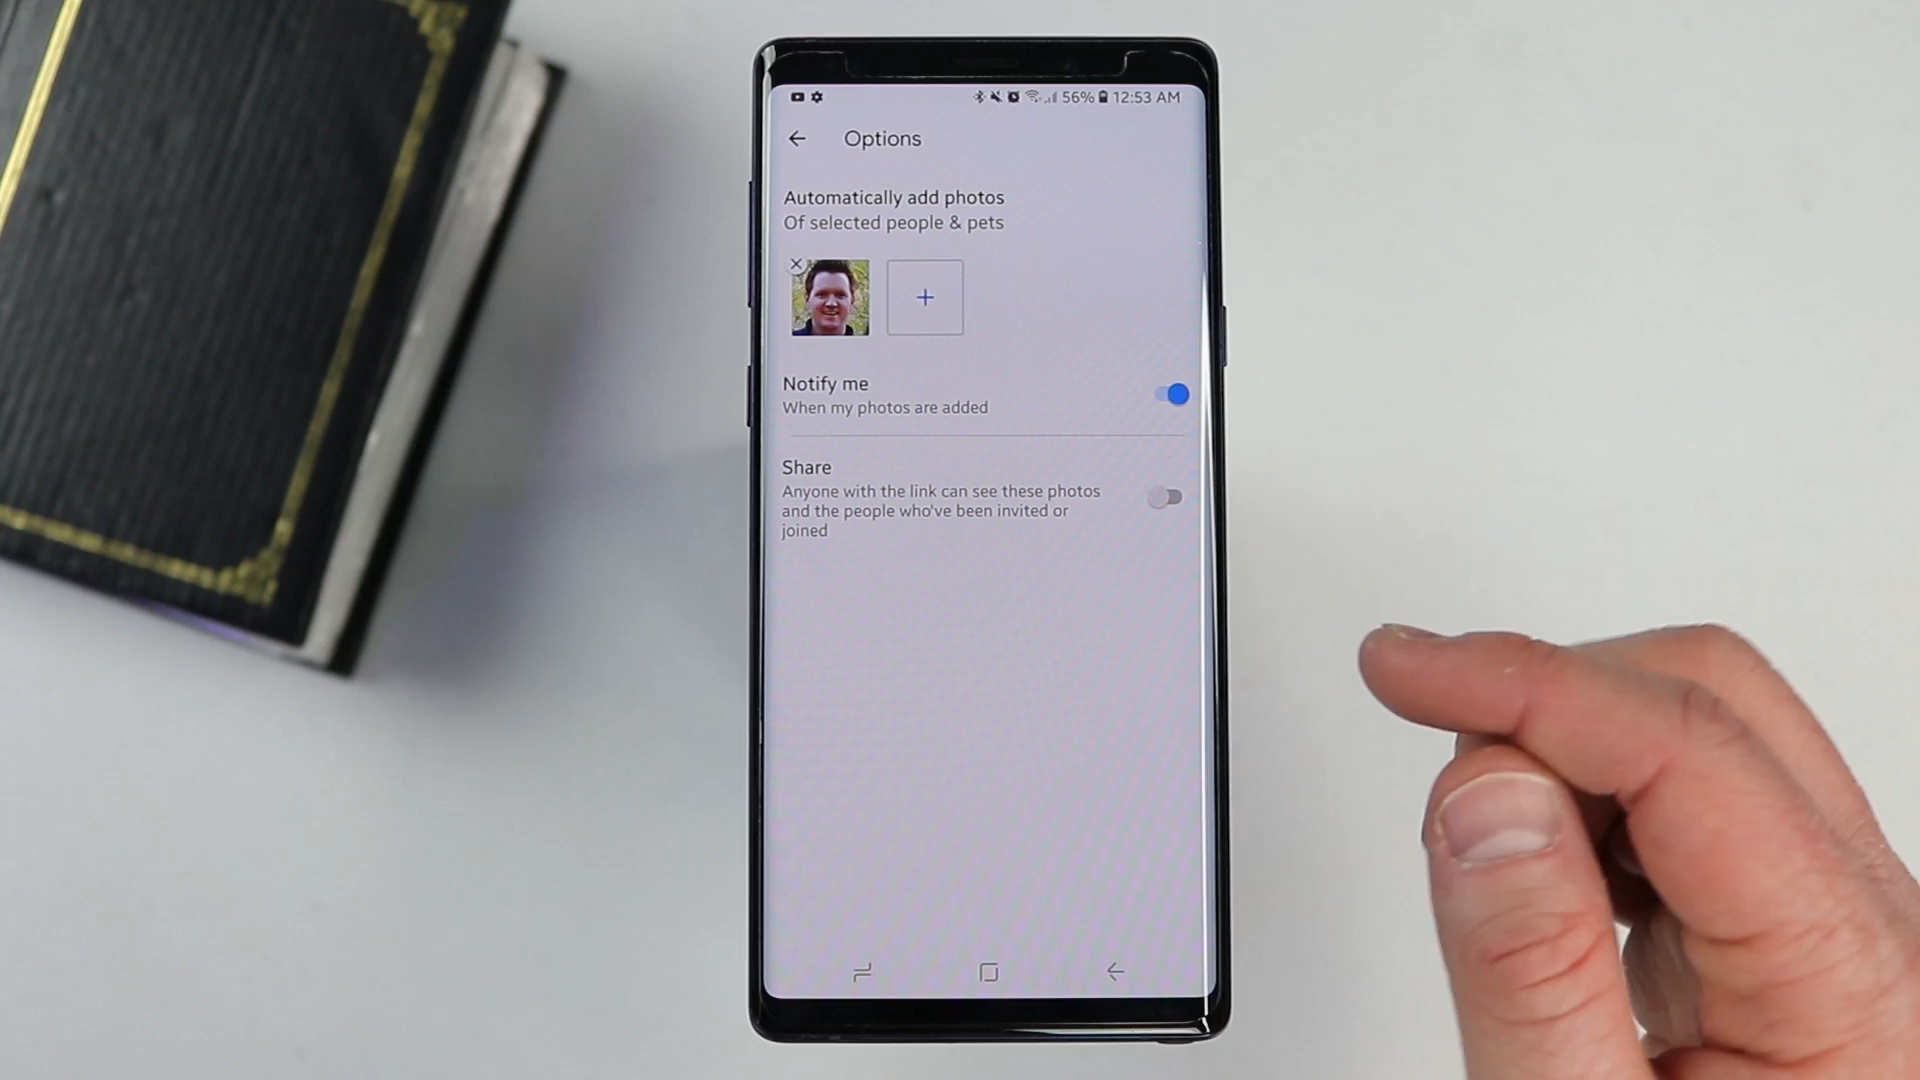 56% 12:53 AM
Options
Automatically add photos
Of selected people & pets
Notify me
When my photos are added
Share
Anyone with the link can see these photos
and the people who've been invited or
joined